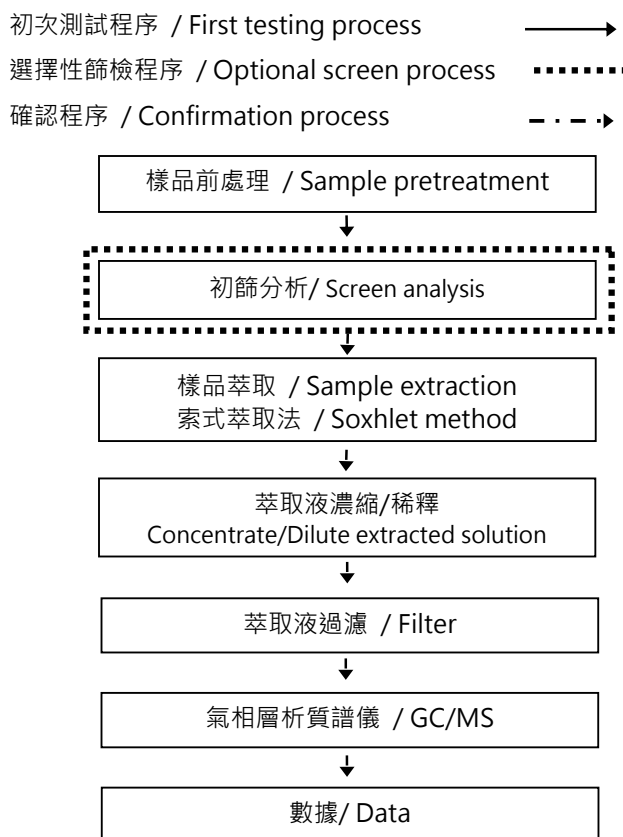 初次測試程序 / First testing process
選擇性篩檢程序 / Optional screen process
確認程序 / Confirmation process
樣品前處理 / Sample pretreatment
初篩分析/ Screen analysis
樣品萃取 / Sample extraction
索式萃取法 / Soxhlet method
萃取液濃縮/稀釋
Concentrate/Dilute extracted solution
萃取液過濾 / Filter
氣相層析質譜儀 / GC/MS
數據/ Data